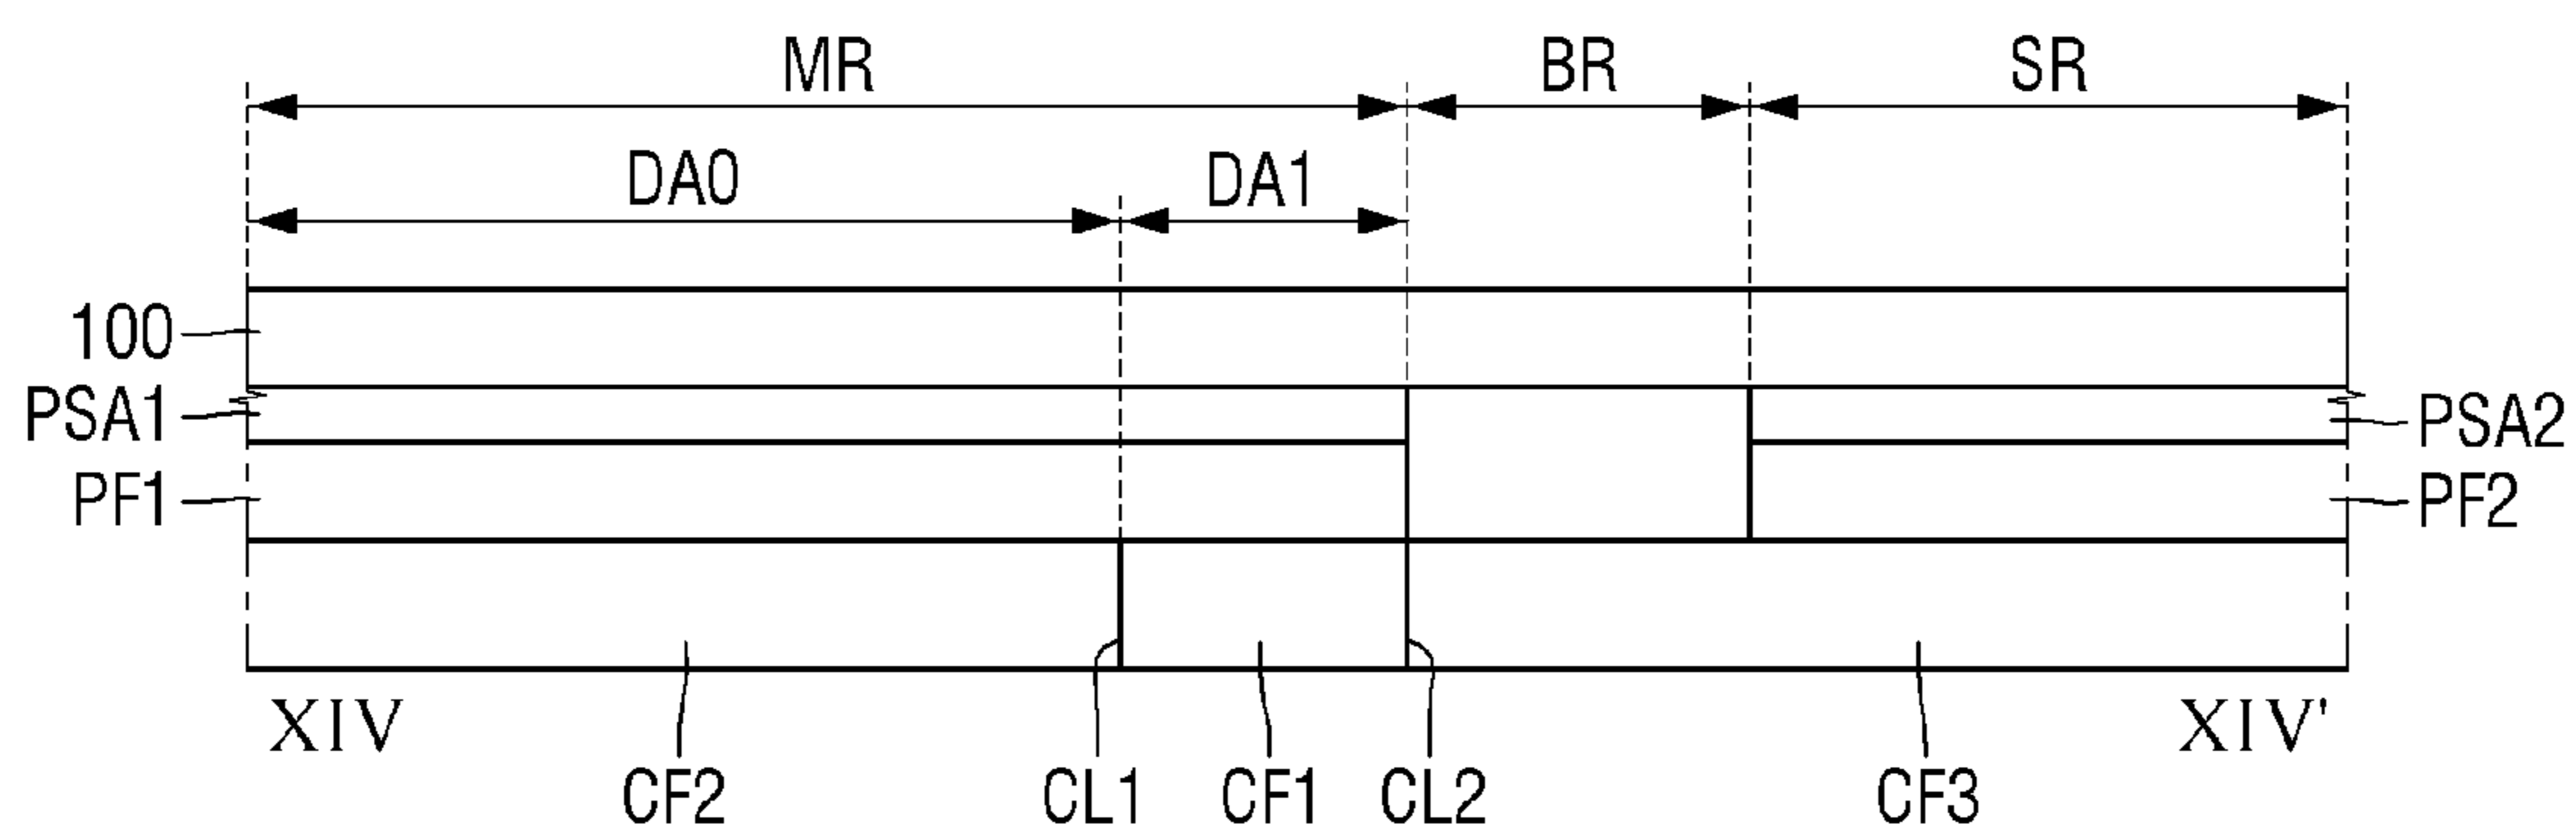 MR BR SR
DA0 DA1
100
PSA1 PSA2
PF1 PF2
XIV XIV'
CF2 CL1 CF1 CL2 CF3